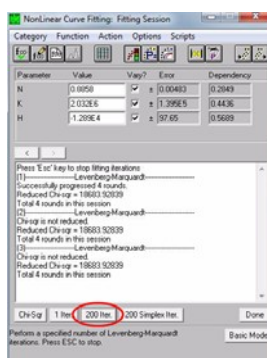 NonLinear Curve Fitting: Fitting Session
Category Function Action Options Scripts
Parameter Value Vary? Error Dependency
N 0.8858 ± 0.00483 0.2849
K 2.032E6 ± 1.395E5 0.4436
H -1.289E4 ± 97.65 0.5689
Press 'Esc' key to stop fitting iterations
(1)--------------------Levenberg-Marquardt--------------------
Successfully progressed 4 rounds.
Reduced Chi-sqr = 18683.92839
Total 4 rounds in this session
(2)--------------------Levenberg-Marquardt--------------------
Chi-sqr is not reduced.
Reduced Chi-sqr = 18683.92839
Total 4 rounds in this session
(3)--------------------Levenberg-Marquardt--------------------
Chi-sqr is not reduced.
Reduced Chi-sqr = 18683.92839
Total 4 rounds in this session
Chi-Sqr 1 Iter. 200 Iter. 200 Simplex Iter. Done
Perform a specified number of Levenberg-Marquardt
iterations. Press ESC to stop. Basic Mode